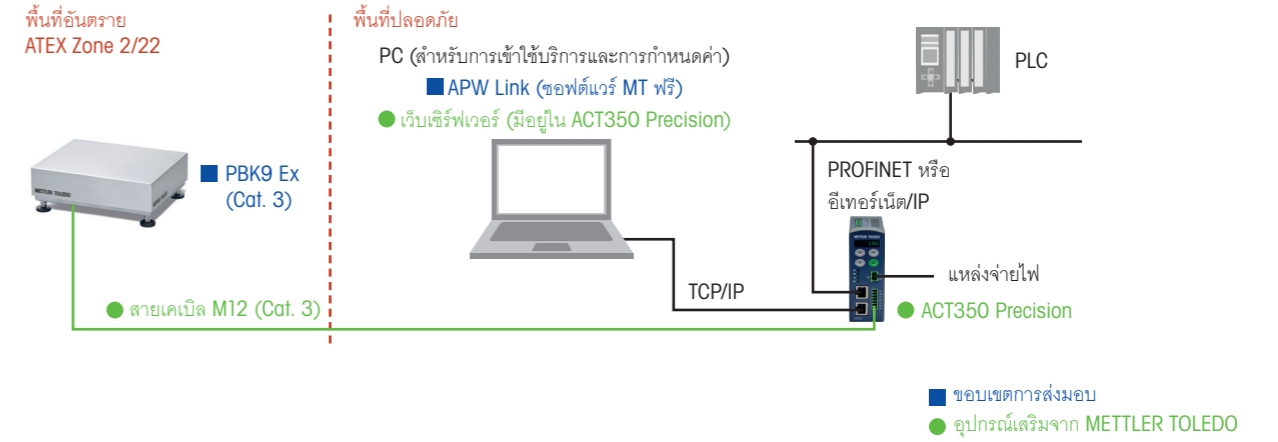 พื้นที่อันตราย
ATEX Zone 2/22
พื้นที่ปลอดภัย
PC (สำหรับการเข้าใช้บริการและการกำหนดค่า)
APW Link (ซอฟต์แวร์ MT ฟรี)
เว็บเซิร์ฟเวอร์ (มีอยู่ใน ACT350 Precision)
PLC
METTLER TOLEDO
PBK9 Ex
(Cat. 3)
PROFINET หรือ
อีเทอร์เน็ต/IP
METTLER TOLEDO
แหล่งจ่ายไฟ
TCP/IP
สายเคเบิล M12 (Cat. 3)
ACT350 Precision
ขอบเขตการส่งมอบ
อุปกรณ์เสริมจาก METTLER TOLEDO